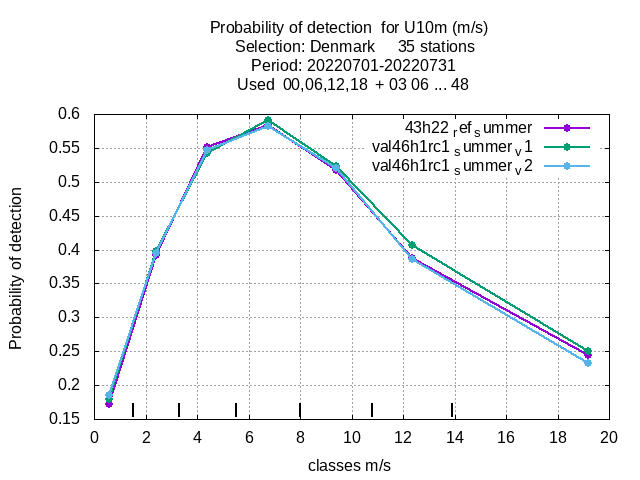 Probability of detection  for U10m (m/s)
Selection: Denmark     35 stations
Period: 20220701-20220731
Used  00,06,12,18  + 03 06 ... 48
43h22 ref summer
val46h1rc1 summer v1
val46h1rc1 summer v2
Probability of detection
0.6
0.55
0.5
0.45
0.4
0.35
0.3
0.25
0.2
0.15
0 2 4 6 8 10 12 14 16 18 20
classes m/s